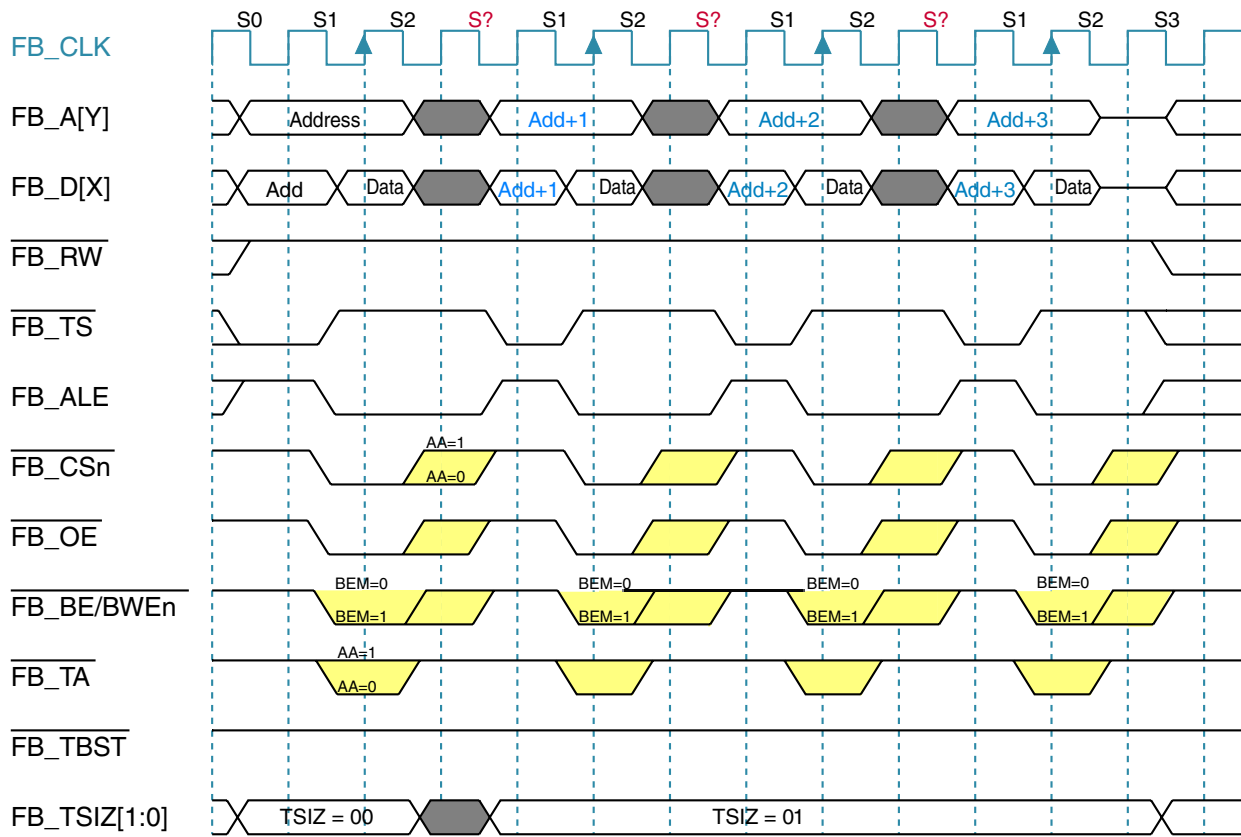 S0 S1 S2 S? S1 S2 S? S1 S2 S? S1 S2 S3
FB_CLK
FB_A[Y] Address Add+1 Add+2 Add+3
FB_D[X] Add Data Add+1 Data Add+2 Data Add+3 Data
FB_RW
FB_TS
FB_ALE
AA=1
FB_CSn
AA=0
FB_OE
BEM=0 BEM=0 BEM=0 BEM=0
FB_BE/BWEn
BEM=1 BEM=1 BEM=1 BEM=1
AA=1
FB_TA
AA=0
FB_TBST
FB_TSIZ[1:0] TSIZ = 00 TSIZ = 01